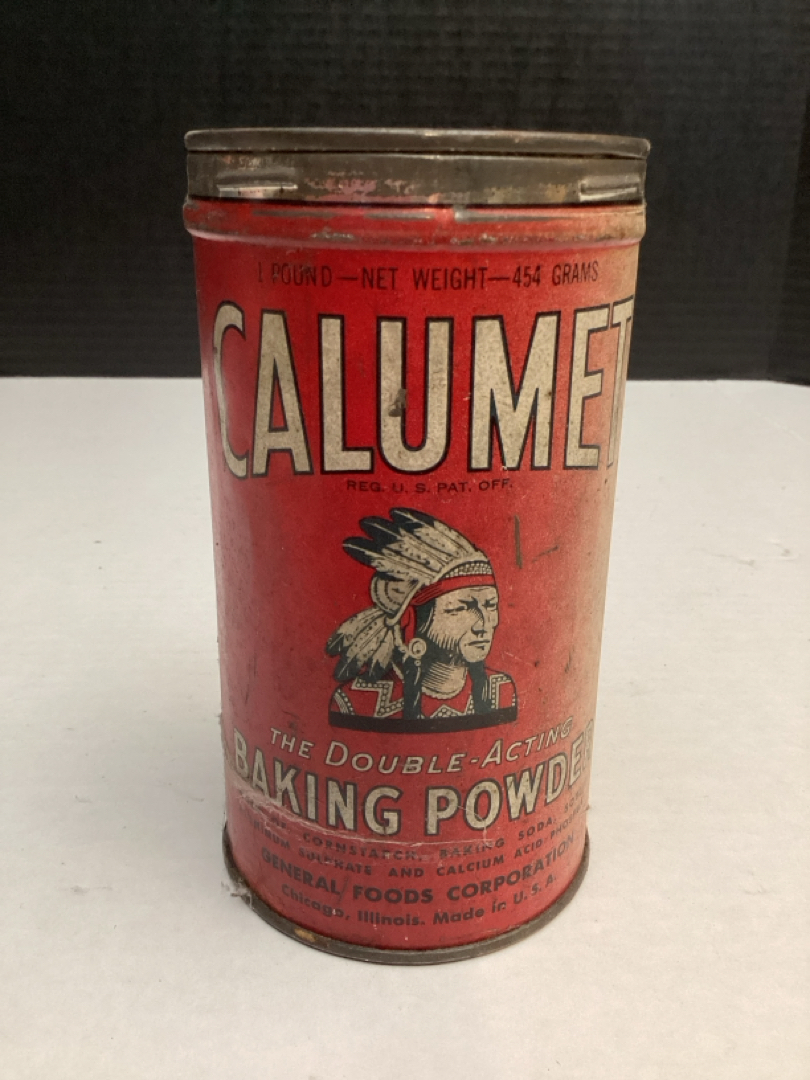 1 POUND—NET WEIGHT—454 GRAMS
CALUMET
REG. U. S. PAT. OFF.
THE DOUBLE-ACTING
BAKING POWDER
CORNSTARCH, BAKING SODA,
SULPHATE AND CALCIUM ACID
GENERAL FOODS CORPORATION
Chicago, Illinois. Made in U. S. A.